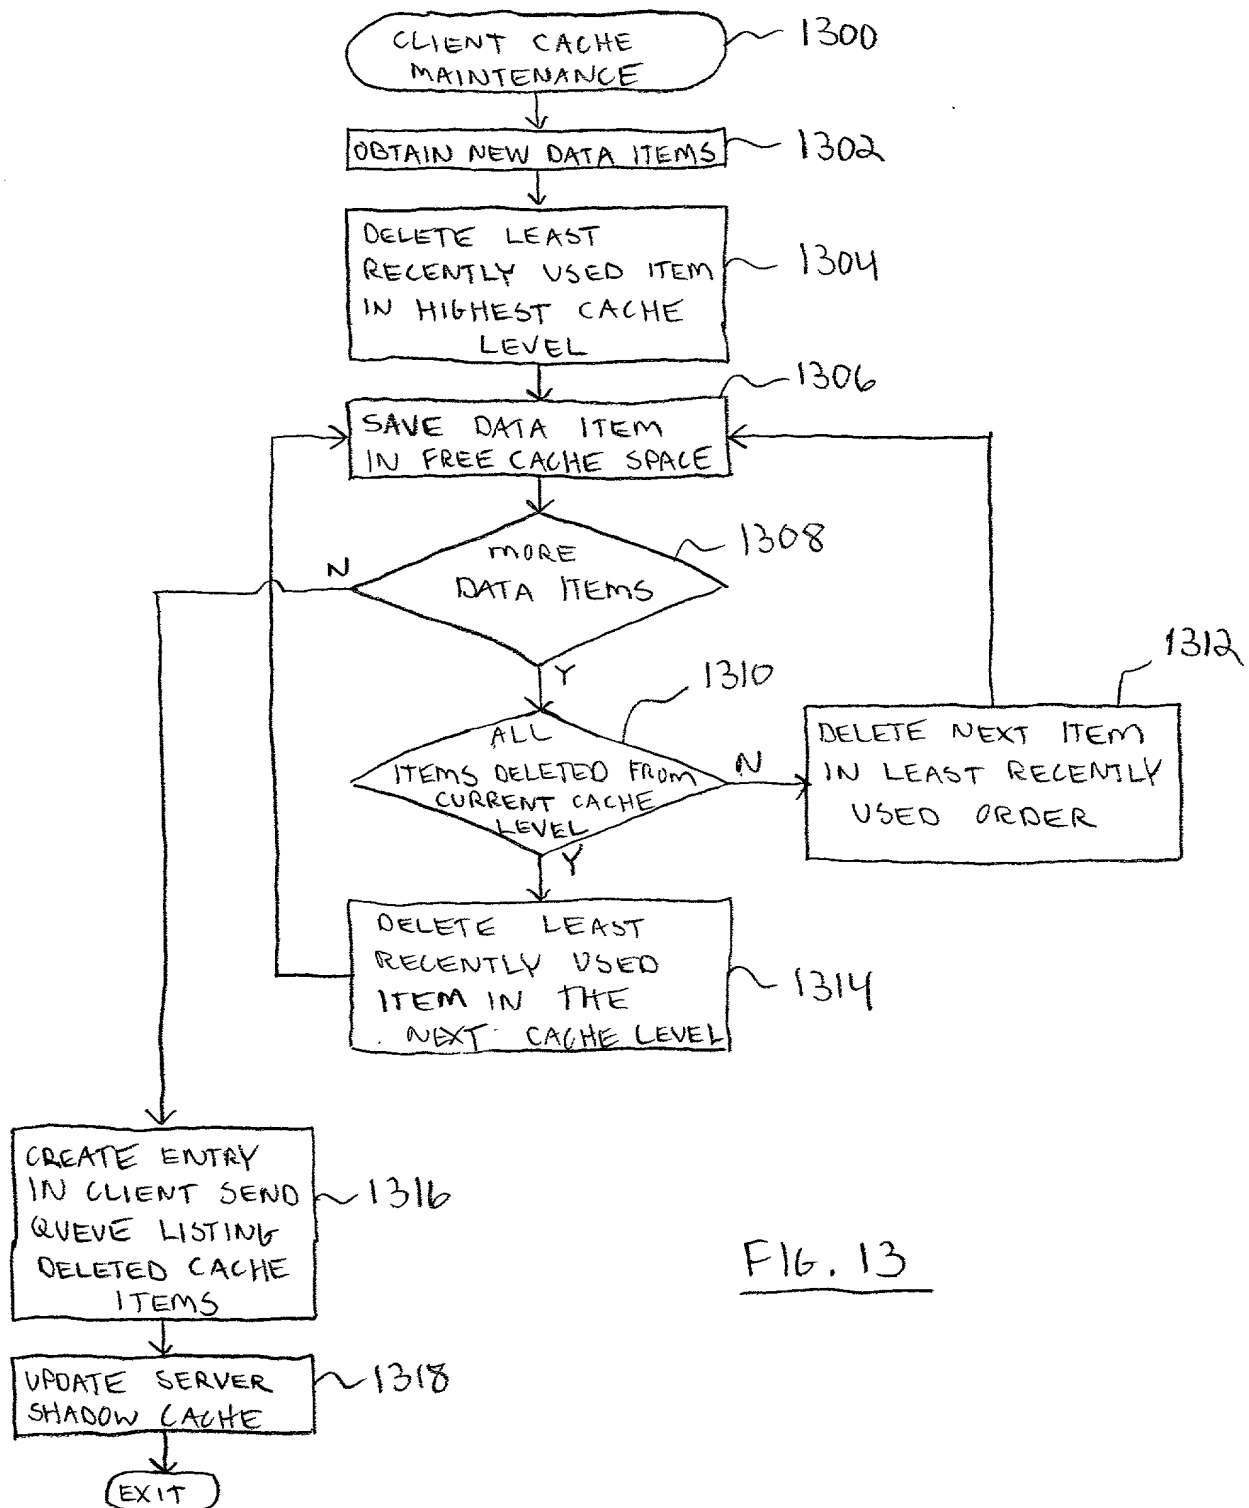 CLIENT CACHE
MAINTENANCE
1300
OBTAIN NEW DATA ITEMS
1302
DELETE LEAST
RECENTLY USED ITEM
IN HIGHEST CACHE
LEVEL
1304
1306
SAVE DATA ITEM
IN FREE CACHE SPACE
N
MORE
DATA ITEMS
1308
Y
1310
ALL
ITEMS DELETED FROM
CURRENT CACHE
LEVEL
N
Y
1312
DELETE NEXT ITEM
IN LEAST RECENTLY
USED ORDER
DELETE LEAST
RECENTLY USED
ITEM IN THE
NEXT CACHE LEVEL
1314
CREATE ENTRY
IN CLIENT SEND
QUEUE LISTING
DELETED CACHE
ITEMS
1316
FIG. 13
UPDATE SERVER
SHADOW CACHE
1318
EXIT